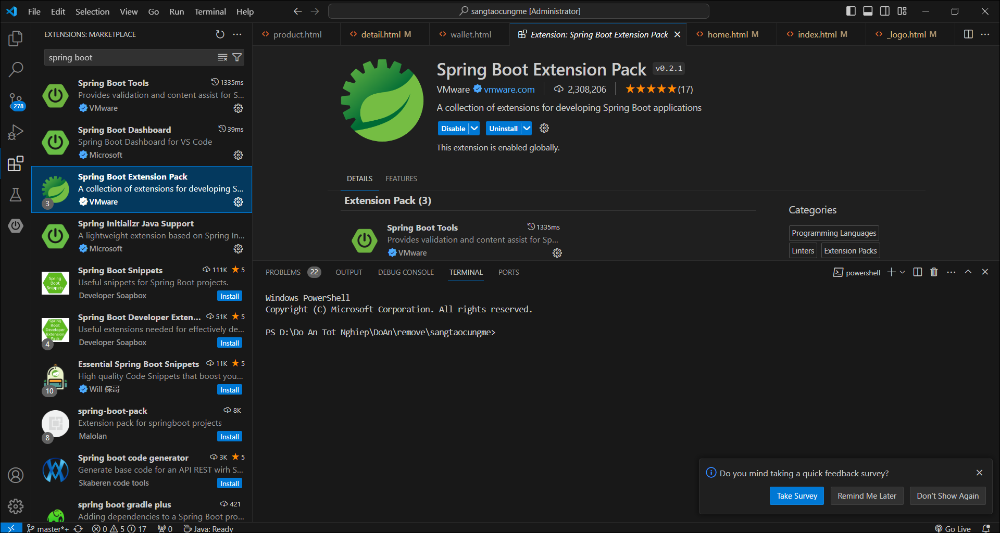 File Edit Selection View Go Run Terminal Help
sangtaocungme [Administrator]
EXTENSIONS: MARKETPLACE
spring boot
Spring Boot Tools 1335ms
Provides validation and content assist for S...
VMware
Spring Boot Dashboard 39ms
Spring Boot Dashboard for VS Code
Microsoft
Spring Boot Extension Pack
A collection of extensions for developing S...
VMware
3
Spring Initializr Java Support
A lightweight extension based on Spring In...
Microsoft
Spring Boot Snippets 111K 5
Useful snippets for Spring Boot projects.
Developer Soapbox Install
Spring Boot Snippets
Spring Boot Developer Exten... 51K 5
Useful extensions needed for effectively de...
Developer Soapbox Install
Spring Boot Developer Extension Pack
4
Essential Spring Boot Snippets 11K 5
High quality Code Snippets that boost you...
Will 保哥 Install
10
spring-boot-pack 8K
Extension pack for springboot projects
Malolan Install
8
Spring boot code generator 3K 5
Generate base code for an API REST wirh S...
Skaberen code tools Install
spring boot gradle plus 421
Adding dependencies to a Spring Boot pro...
278
product.html
detail.html M
wallet.html
Extension: Spring Boot Extension Pack
home.html M
index.html M
_logo.html M
Spring Boot Extension Pack v0.2.1
VMware vmware.com 2,308,206 (17)
A collection of extensions for developing Spring Boot applications
Disable Uninstall
This extension is enabled globally.
DETAILS FEATURES
Extension Pack (3)
Spring Boot Tools 1335ms
Provides validation and content assist for Sp...
VMware
Categories
Programming Languages
Linters Extension Packs
PROBLEMS 22 OUTPUT DEBUG CONSOLE TERMINAL PORTS
powershell
Windows PowerShell
Copyright (C) Microsoft Corporation. All rights reserved.
PS D:\Do An Tot Nghiep\DoAn\remove\sangtaocungme>
Do you mind taking a quick feedback survey?
Take Survey Remind Me Later Don't Show Again
master*+ 0 5 17 0 Java: Ready
Go Live